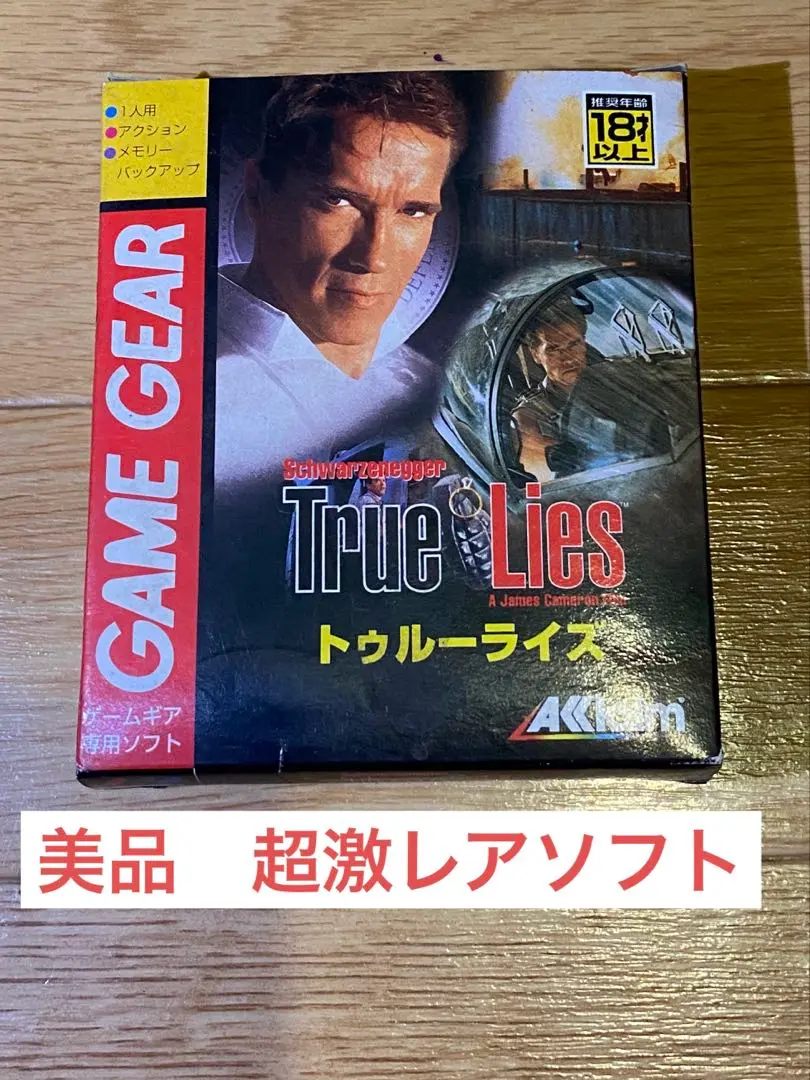 1人用
アクション
メモリー
バックアップ
推奨年齢
18才
以上
GAME GEAR
Schwarzenegger
True Lies™
A James Cameron Film
トゥルーライズ
ゲームギア
専用ソフト
Acclaim®
美品　超激レアソフト